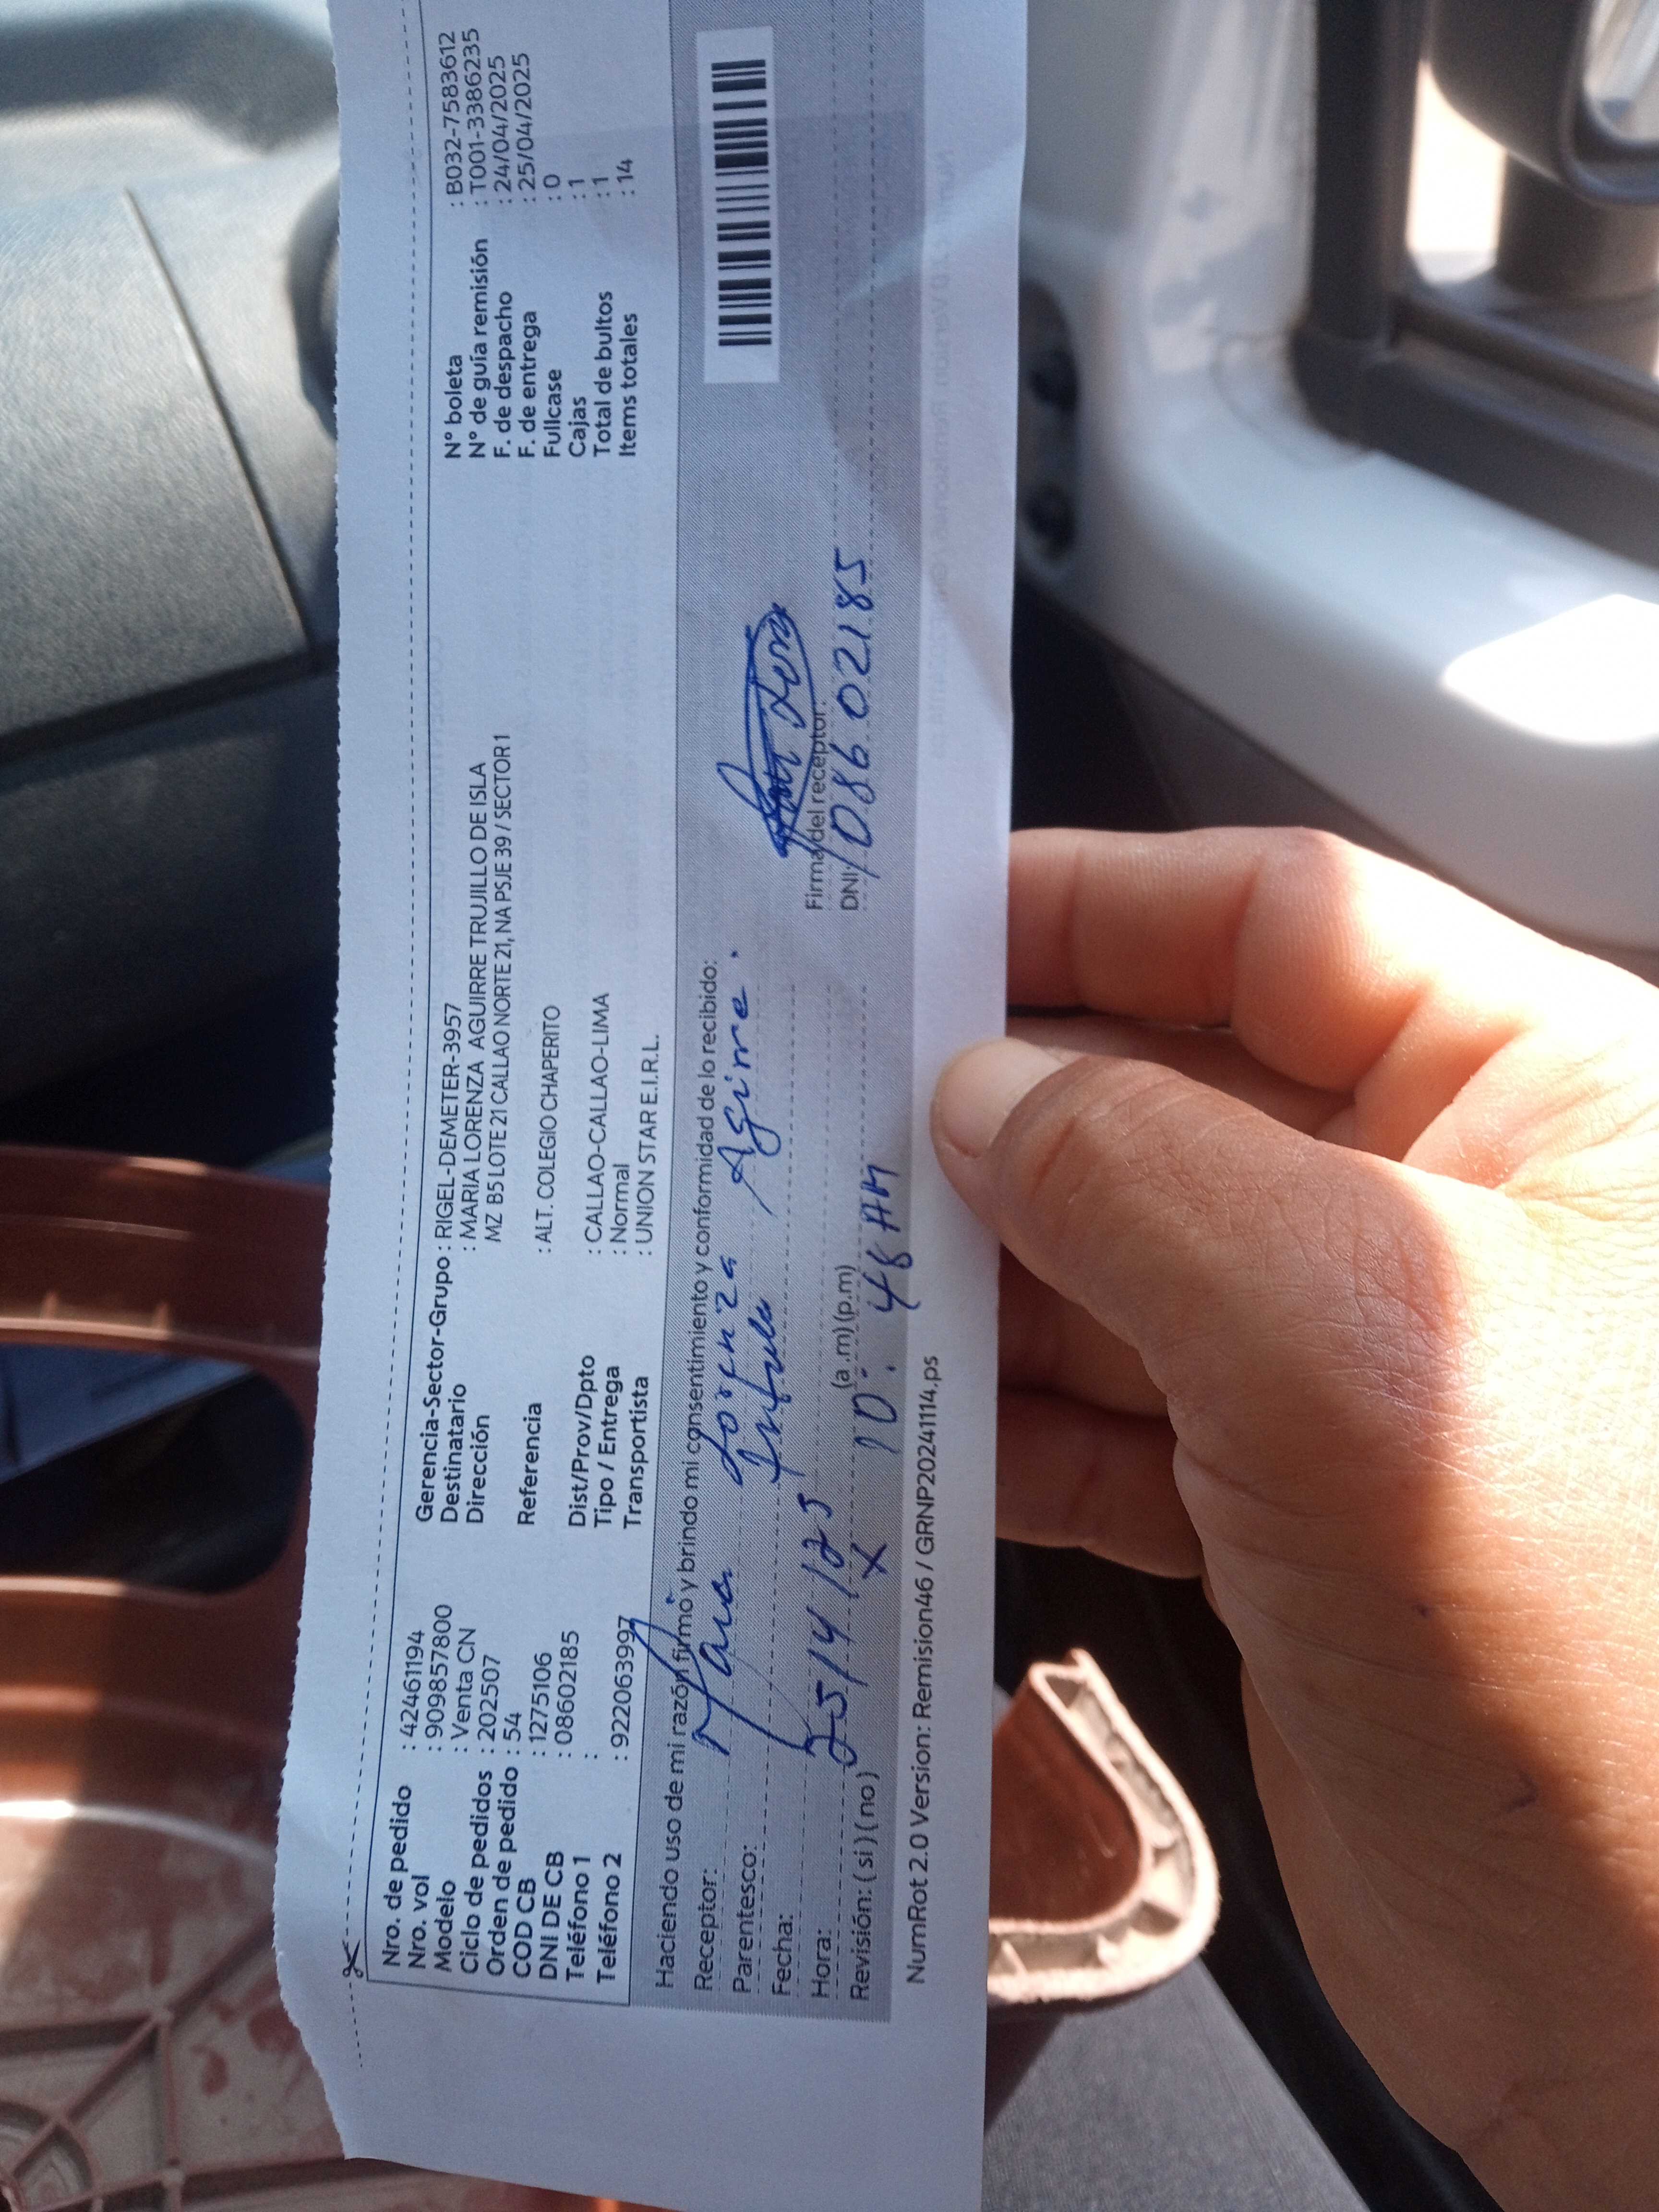 Nro. de pedido : 42461194
Nro. vol : 909857800
Modelo : Venta CN
Ciclo de pedidos : 202507
Orden de pedido : 54
COD CB : 1275106
DNI DE CB : 08602185
Teléfono 1 :
Teléfono 2 : 922063997
Gerencia-Sector-Grupo : RIGEL-DEMETER-3957
Destinatario : MARIA LORENZA AGUIRRE TRUJILLO DE ISLA
Dirección MZ B5 LOTE 21 CALLAO NORTE 21, NA PSJE 39 / SECTOR 1
Referencia : ALT. COLEGIO CHAPERITO
Dist/Prov/Dpto : CALLAO-CALLAO-LIMA
Tipo / Entrega : Normal
Transportista : UNION STAR E.I.R.L.
N° boleta : B032-7583612
N° de guía remisión : T001-3386235
F. de despacho : 24/04/2025
F. de entrega : 25/04/2025
Fullcase : 0
Cajas : 1
Total de bultos : 1
Items totales : 14
Haciendo uso de mi razón firmo y brindo mi consentimiento y conformidad de lo recibido:
Receptor: Maria Lorenza Agirre.
Parentesco:
Fecha: 25/4/25
Hora: (a.m)(p.m) 10:48 AM
Revisión: ( si ) ( no ) X
Firma del receptor:
DNI: 08602185
NumRot 2.0 Version: Remision46 / GRNP20241114.ps